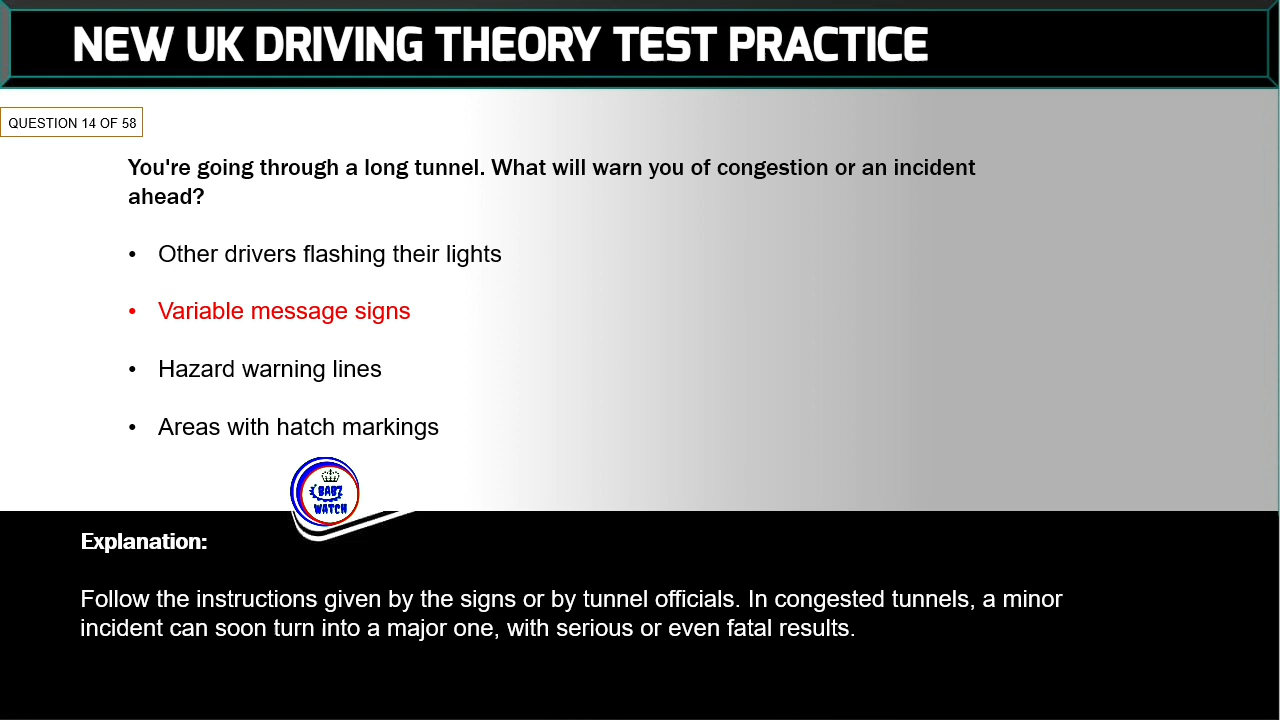 NEW UK DRIVING THEORY TEST PRACTICE
QUESTION 14 OF 58
You're going through a long tunnel. What will warn you of congestion or an incident
ahead?
• Other drivers flashing their lights
• Variable message signs
• Hazard warning lines
• Areas with hatch markings
BABZ
WATCH
Explanation:
Follow the instructions given by the signs or by tunnel officials. In congested tunnels, a minor
incident can soon turn into a major one, with serious or even fatal results.